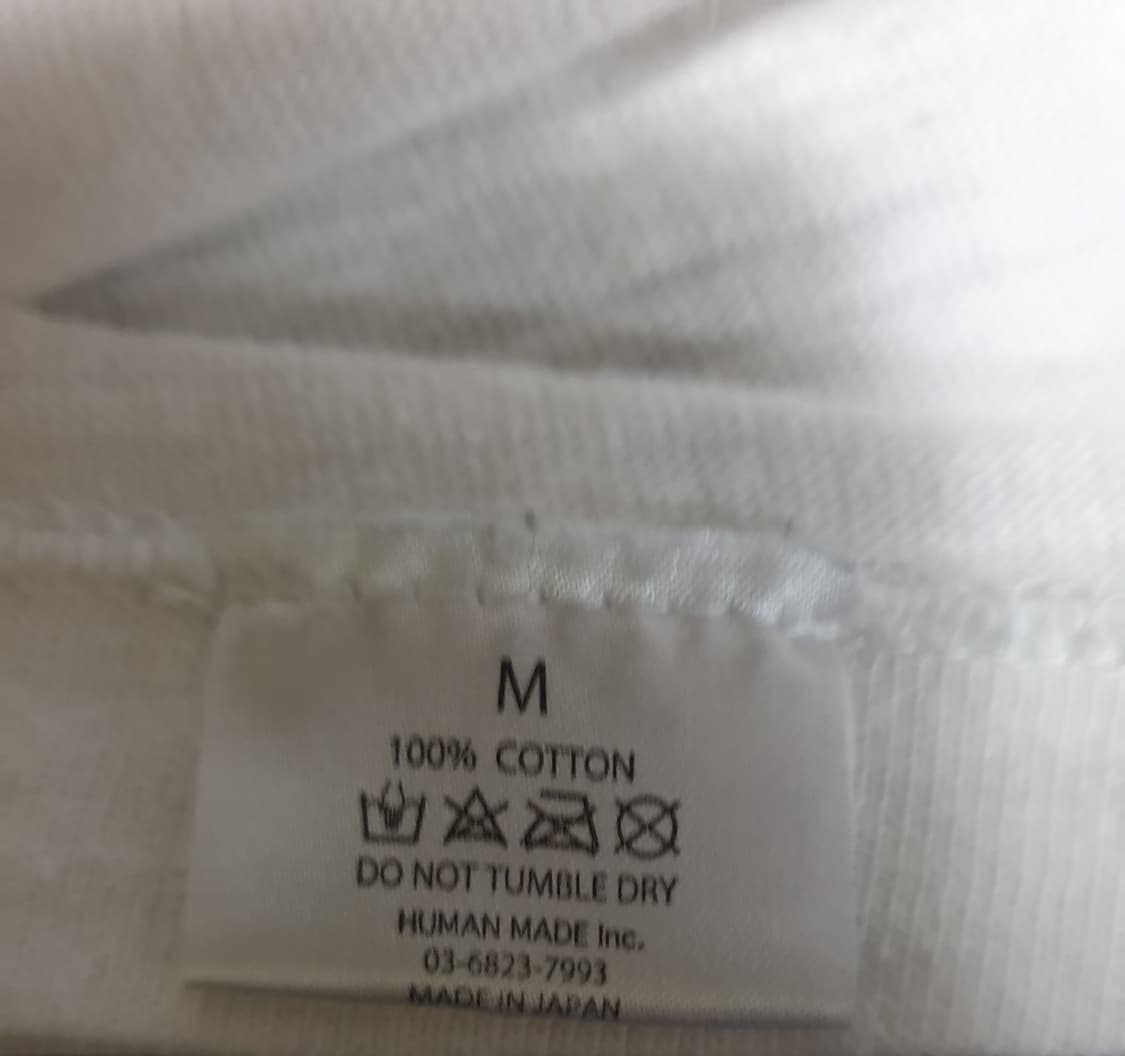 M
100% COTTON
DO NOT TUMBLE DRY
HUMAN MADE Inc.
03-6823-7993
MADE IN JAPAN